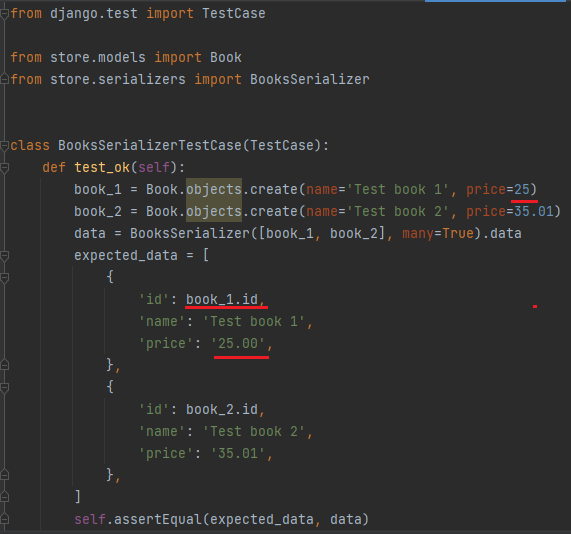 from django.test import TestCase
from store.models import Book
from store.serializers import BooksSerializer
class BooksSerializerTestCase(TestCase):
def test_ok(self):
book_1 = Book.objects.create(name='Test book 1', price=25)
book_2 = Book.objects.create(name='Test book 2', price=35.01)
data = BooksSerializer([book_1, book_2], many=True).data
expected_data = [
{
'id': book_1.id,
'name': 'Test book 1',
'price': '25.00',
},
{
'id': book_2.id,
'name': 'Test book 2',
'price': '35.01',
},
]
self.assertEqual(expected_data, data)